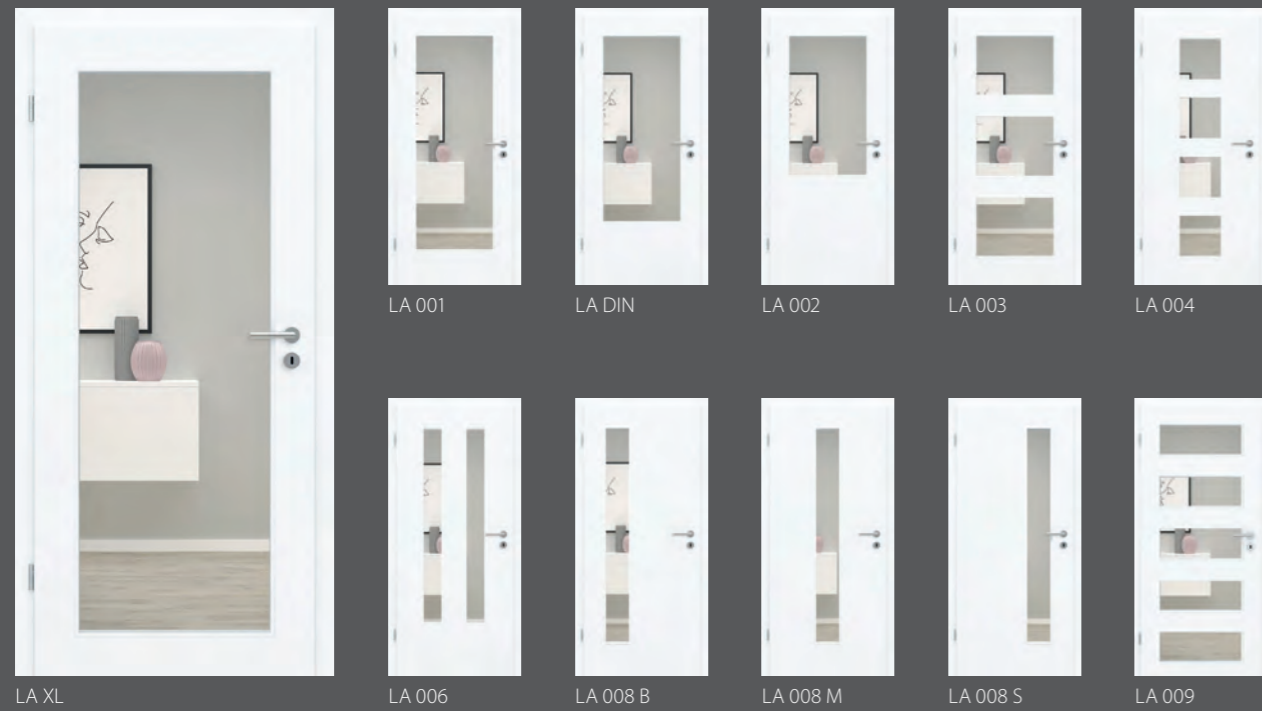 LA 001
LA DIN
LA 002
LA 003
LA 004
LA XL
LA 006
LA 008 B
LA 008 M
LA 008 S
LA 009